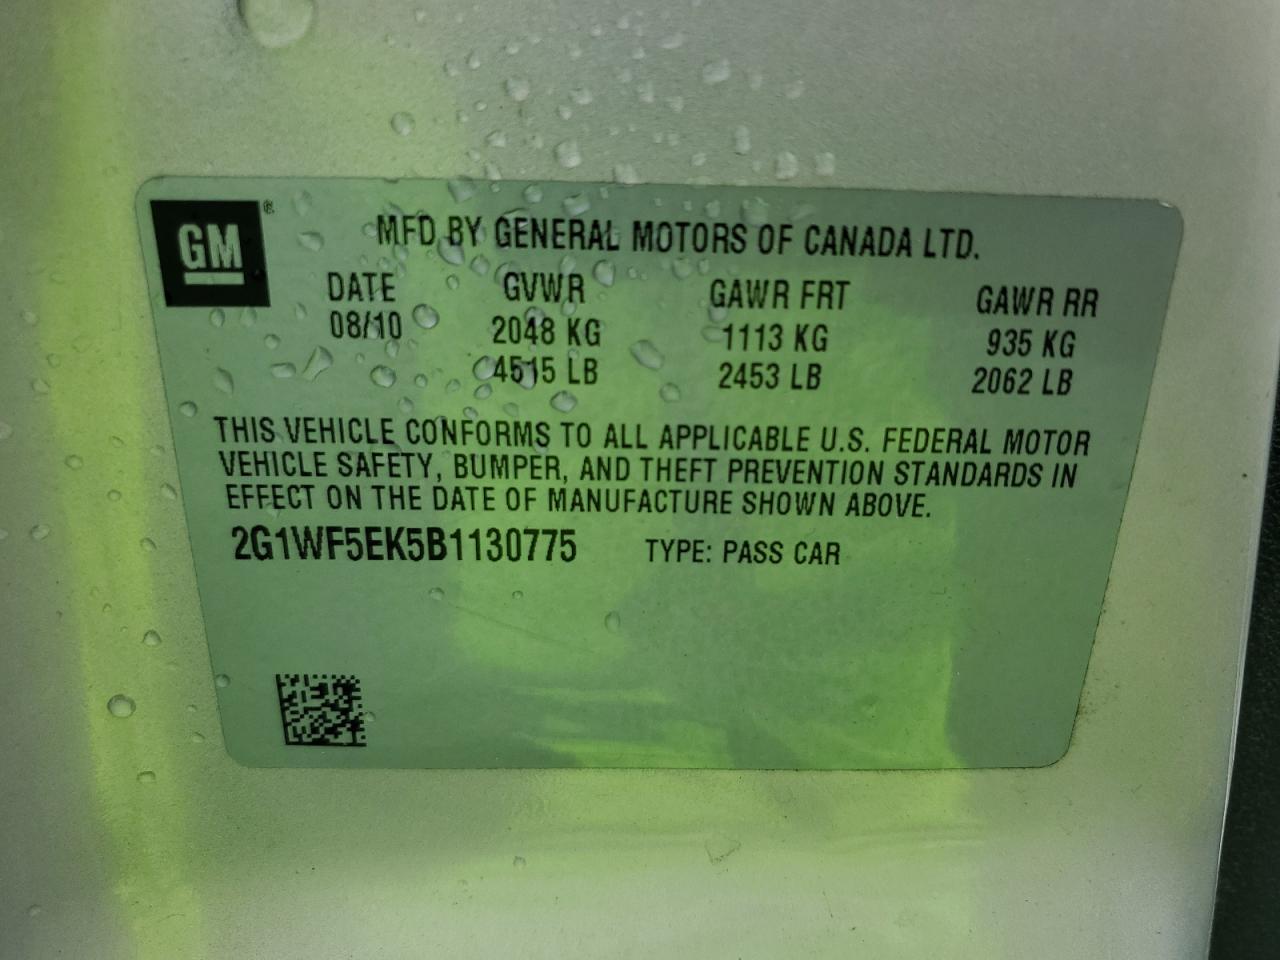 GM®
MFD BY GENERAL MOTORS OF CANADA LTD.
DATE GVWR GAWR FRT GAWR RR
08/10 2048 KG 1113 KG 935 KG
4515 LB 2453 LB 2062 LB
THIS VEHICLE CONFORMS TO ALL APPLICABLE U.S. FEDERAL MOTOR
VEHICLE SAFETY, BUMPER, AND THEFT PREVENTION STANDARDS IN
EFFECT ON THE DATE OF MANUFACTURE SHOWN ABOVE.
2G1WF5EK5B1130775 TYPE: PASS CAR